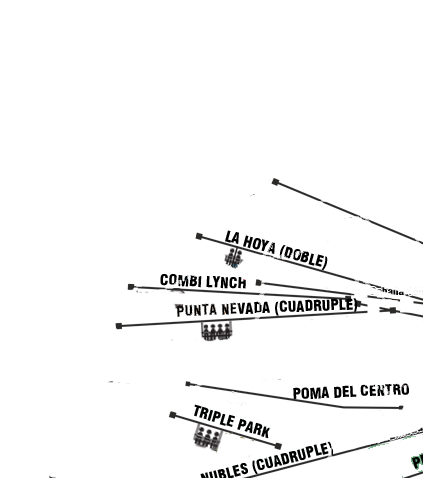 LA HOYA (DOBLE)
COMBI LYNCH
PUNTA NEVADA (CUADRUPLE)
POMA DEL CENTRO
TRIPLE PARK
NUBLES (CUADRUPLE)